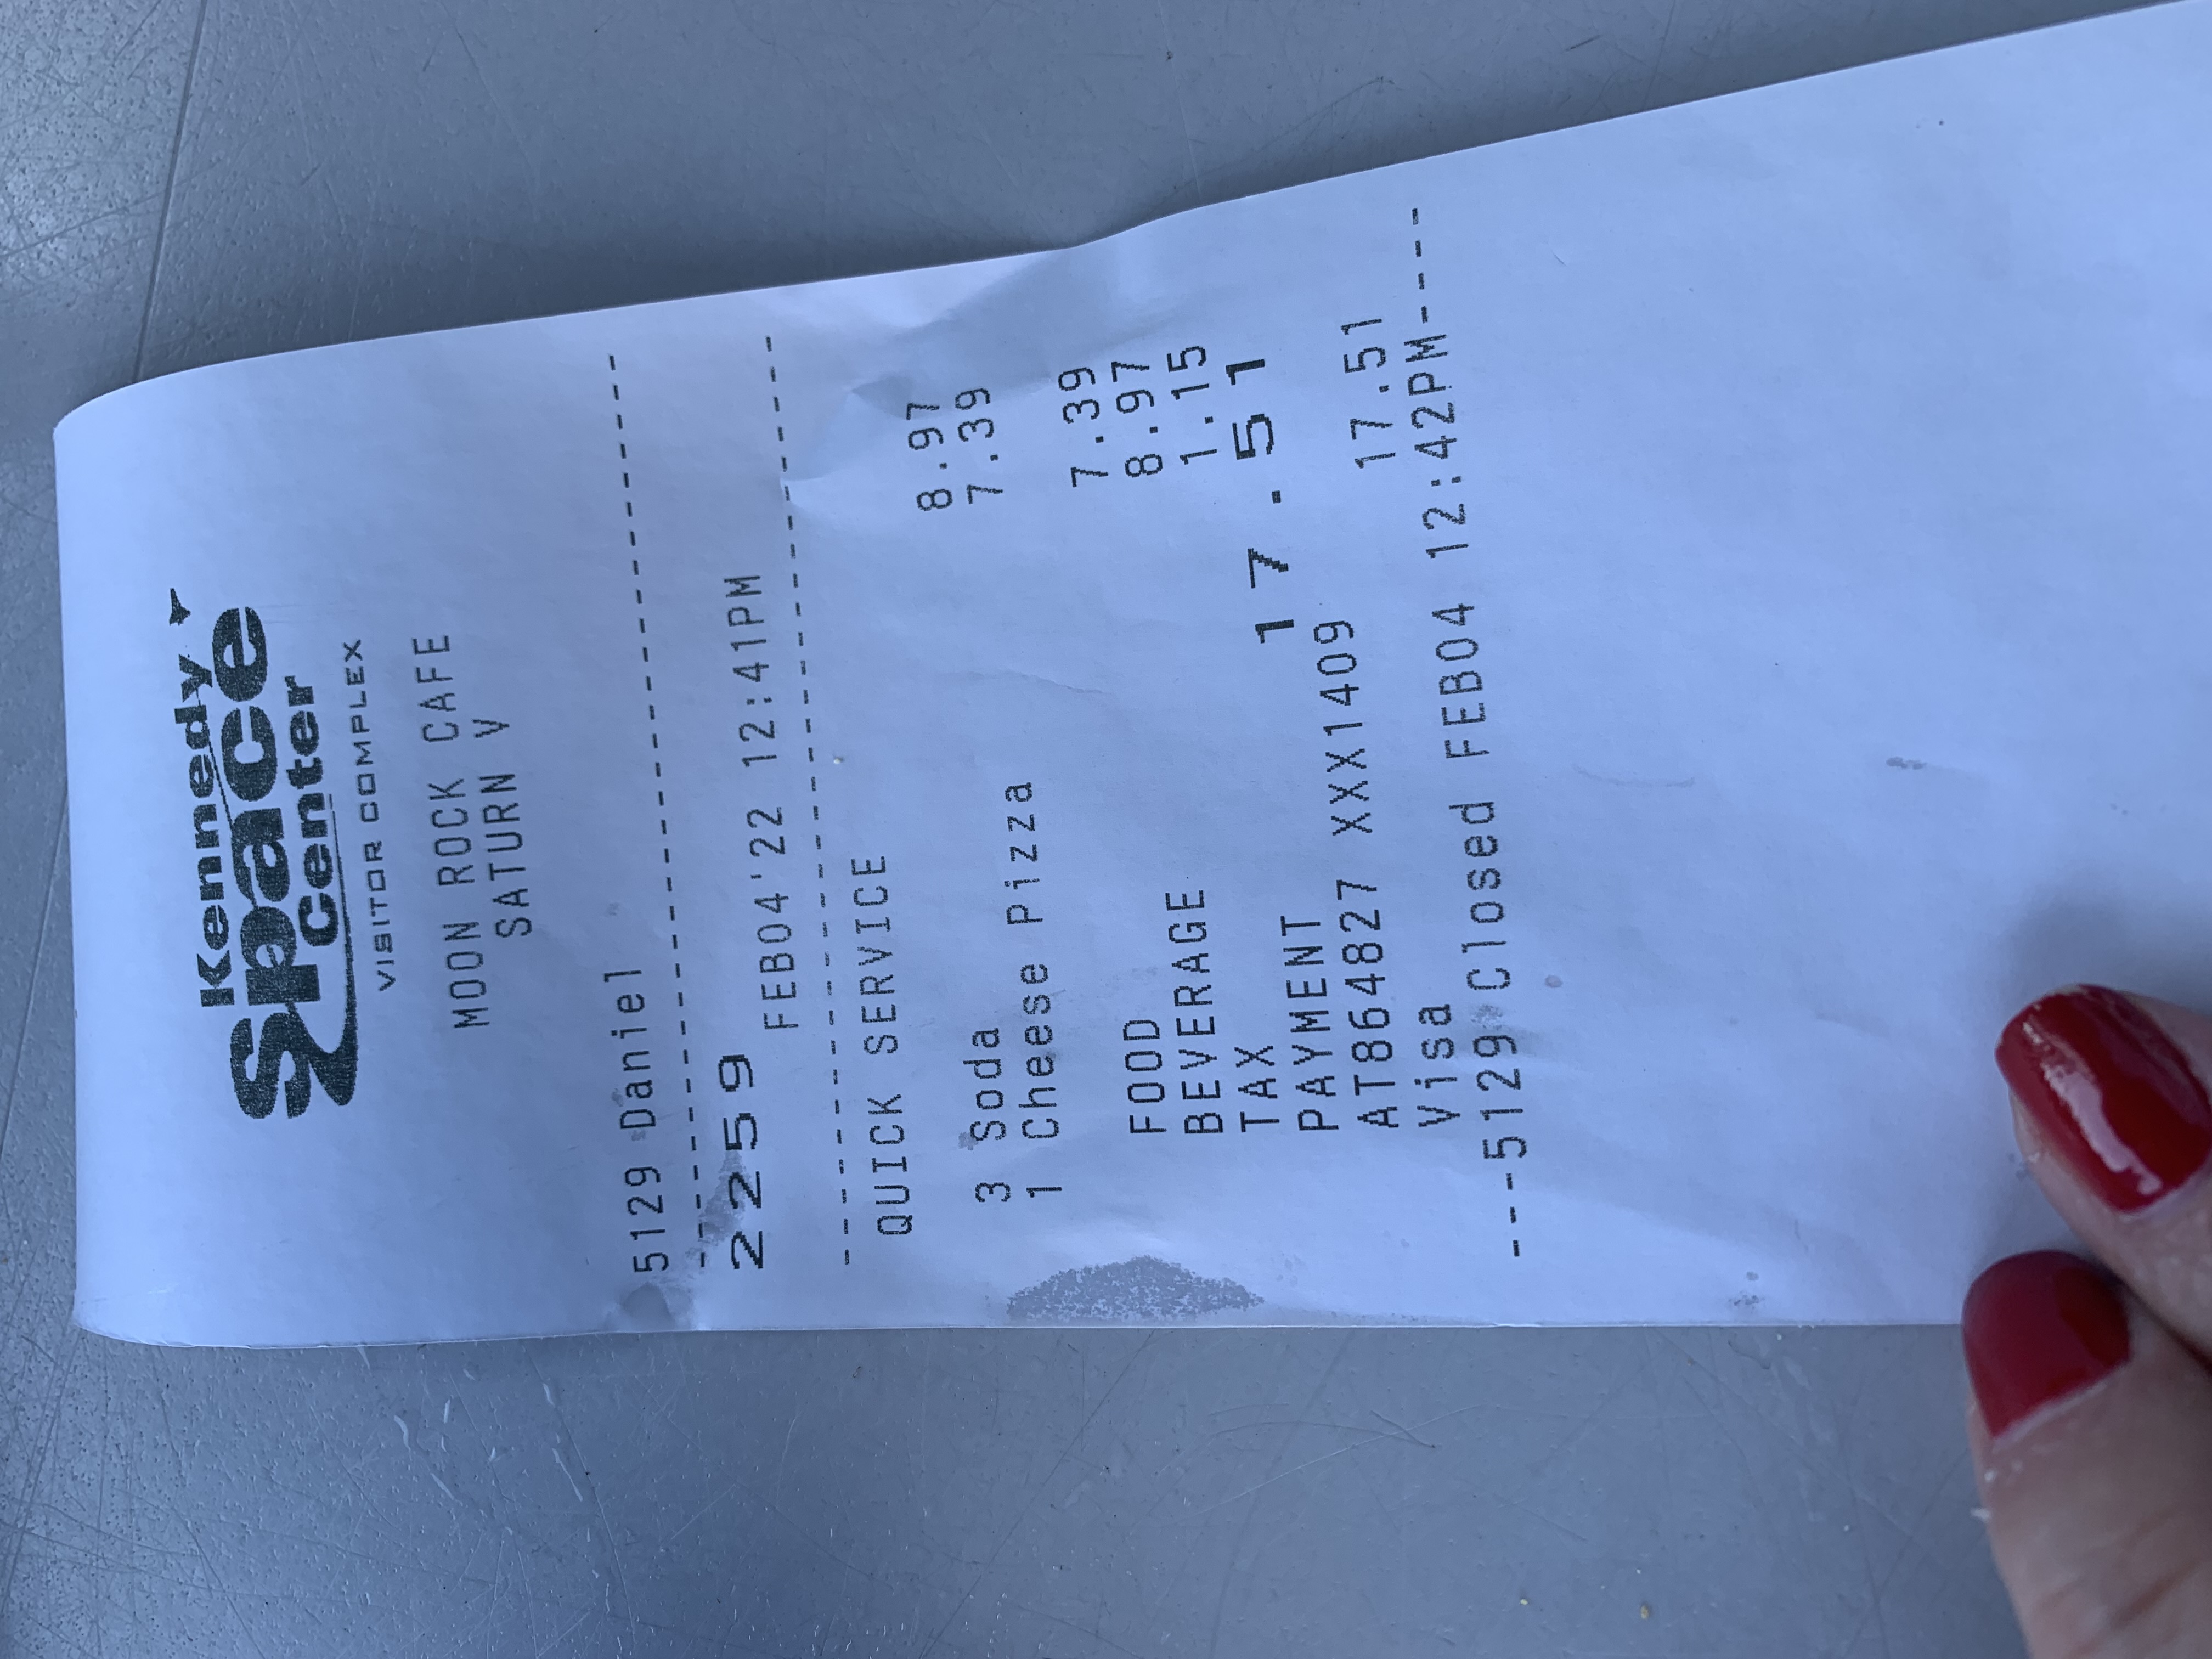 Kennedy
Space
Center
VISITOR COMPLEX
MOON ROCK CAFE
SATURN V
5129 Daniel
--------------------------------
2259
FEB04'22 12:41PM
--------------------------------
QUICK SERVICE
3 Soda 8.97
1 Cheese Pizza 7.39
FOOD 7.39
BEVERAGE 8.97
TAX 1.15
PAYMENT 17.51
AT864827 XXX1409
Visa 17.51
---5129 Closed FEB04 12:42PM----